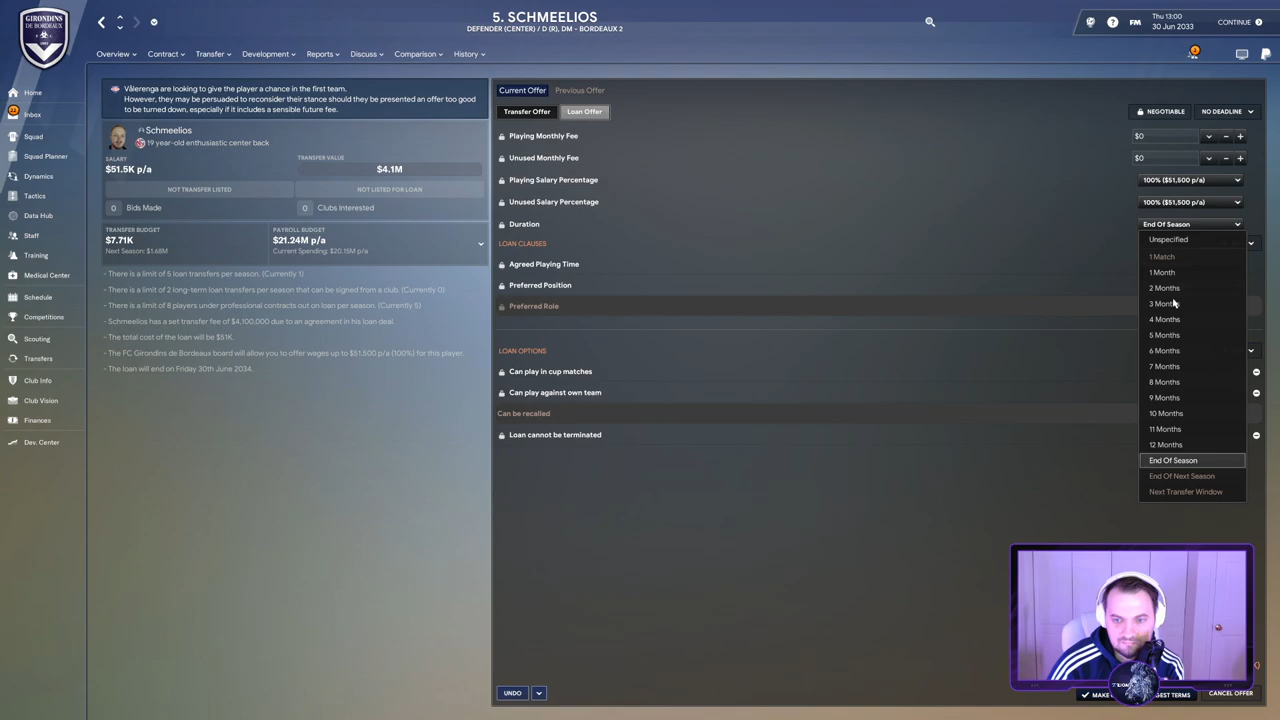 GIRONDINS
DE BORDEAUX
5. SCHMEELIOS
DEFENDER (CENTER) / D (R), DM - BORDEAUX 2
FM
Thu 13:00
30 Jun 2033
CONTINUE
Overview
Contract
Transfer
Development
Reports
Discuss
Comparison
History
Home
Inbox
Squad
Squad Planner
Dynamics
Tactics
Data Hub
Staff
Training
Medical Center
Schedule
Competitions
Scouting
Transfers
Club Info
Club Vision
Finances
Dev. Center
Vålerenga are looking to give the player a chance in the first team.
However, they may be persuaded to reconsider their stance should they be presented an offer too good
to be turned down, especially if it includes a sensible future fee.
Schmeelios
19 year-old enthusiastic center back
SALARY
$51.5K p/a
TRANSFER VALUE
$4.1M
NOT TRANSFER LISTED
NOT LISTED FOR LOAN
0 Bids Made
0 Clubs Interested
TRANSFER BUDGET
$7.71K
Next Season: $1.68M
PAYROLL BUDGET
$21.24M p/a
Current Spending: $20.15M p/a
- There is a limit of 5 loan transfers per season. (Currently 1)
- There is a limit of 2 long-term loan transfers per season that can be signed from a club. (Currently 0)
- There is a limit of 8 players under professional contracts out on loan per season. (Currently 5)
- Schmeelios has a set transfer fee of $4,100,000 due to an agreement in his loan deal.
- The total cost of the loan will be $51K.
- The FC Girondins de Bordeaux board will allow you to offer wages up to $51,500 p/a (100%) for this player.
- The loan will end on Friday 30th June 2034.
Current Offer
Previous Offer
Transfer Offer
Loan Offer
NEGOTIABLE
NO DEADLINE
Playing Monthly Fee
$0
Unused Monthly Fee
$0
Playing Salary Percentage
100% ($51,500 p/a)
Unused Salary Percentage
100% ($51,500 p/a)
Duration
End Of Season
LOAN CLAUSES
Agreed Playing Time
Preferred Position
Preferred Role
LOAN OPTIONS
Can play in cup matches
Can play against own team
Can be recalled
Loan cannot be terminated
Unspecified
1 Match
1 Month
2 Months
3 Months
4 Months
5 Months
6 Months
7 Months
8 Months
9 Months
10 Months
11 Months
12 Months
End Of Season
End Of Next Season
Next Transfer Window
UNDO
MAKE
TERMS
CANCEL OFFER